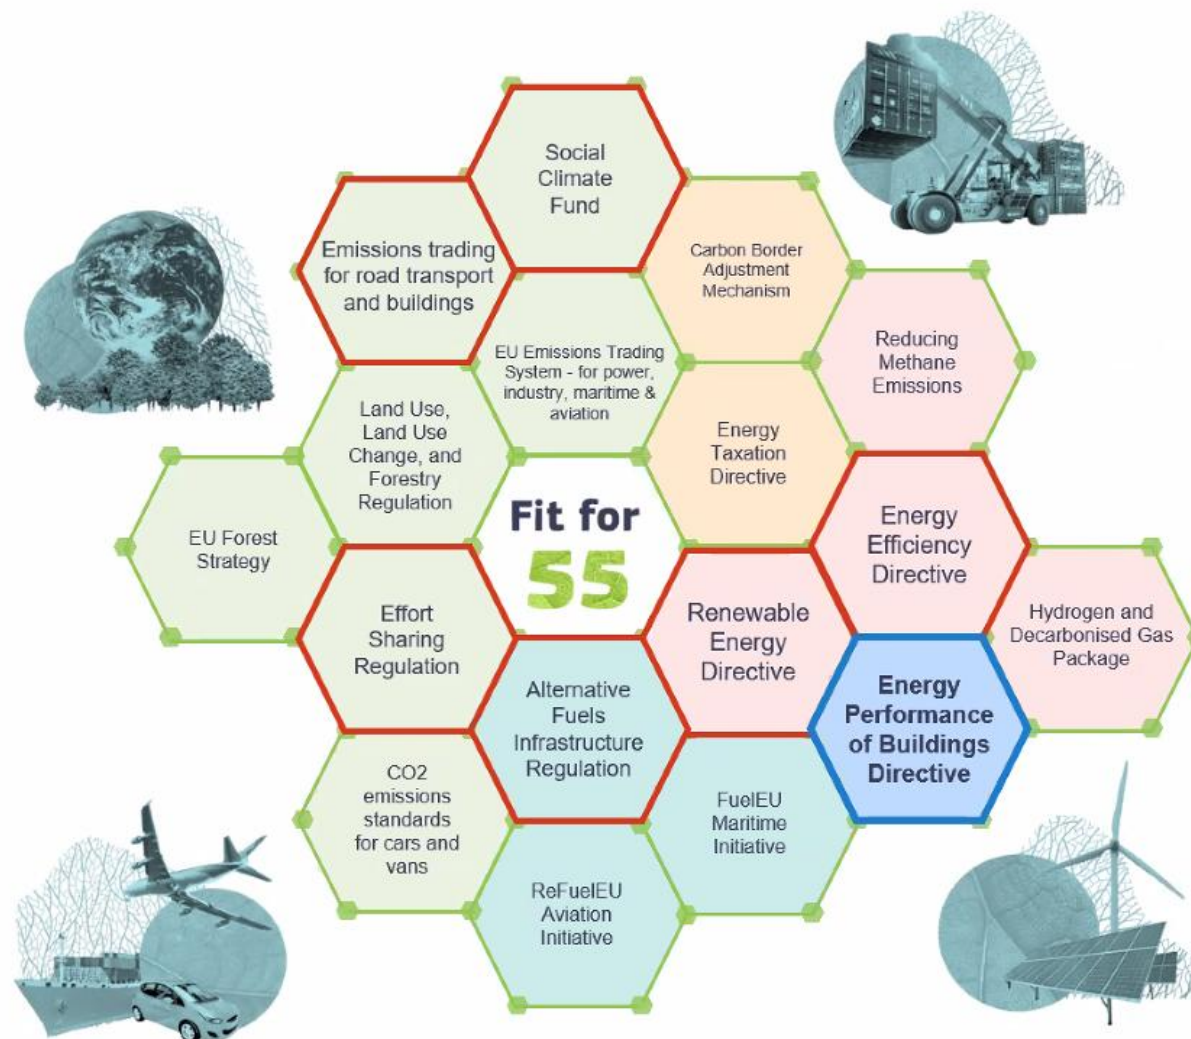 Social
Climate
Fund
Emissions trading
for road transport
and buildings
Carbon Border
Adjustment
Mechanism
EU Emissions Trading
System - for power,
industry, maritime &
aviation
Reducing
Methane
Emissions
Land Use,
Land Use
Change, and
Forestry
Regulation
Energy
Taxation
Directive
Fit for
55
EU Forest
Strategy
Energy
Efficiency
Directive
Effort
Sharing
Regulation
Renewable
Energy
Directive
Hydrogen and
Decarbonised Gas
Package
Alternative
Fuels
Infrastructure
Regulation
Energy
Performance
of Buildings
Directive
CO2
emissions
standards
for cars and
vans
FuelEU
Maritime
Initiative
ReFuelEU
Aviation
Initiative